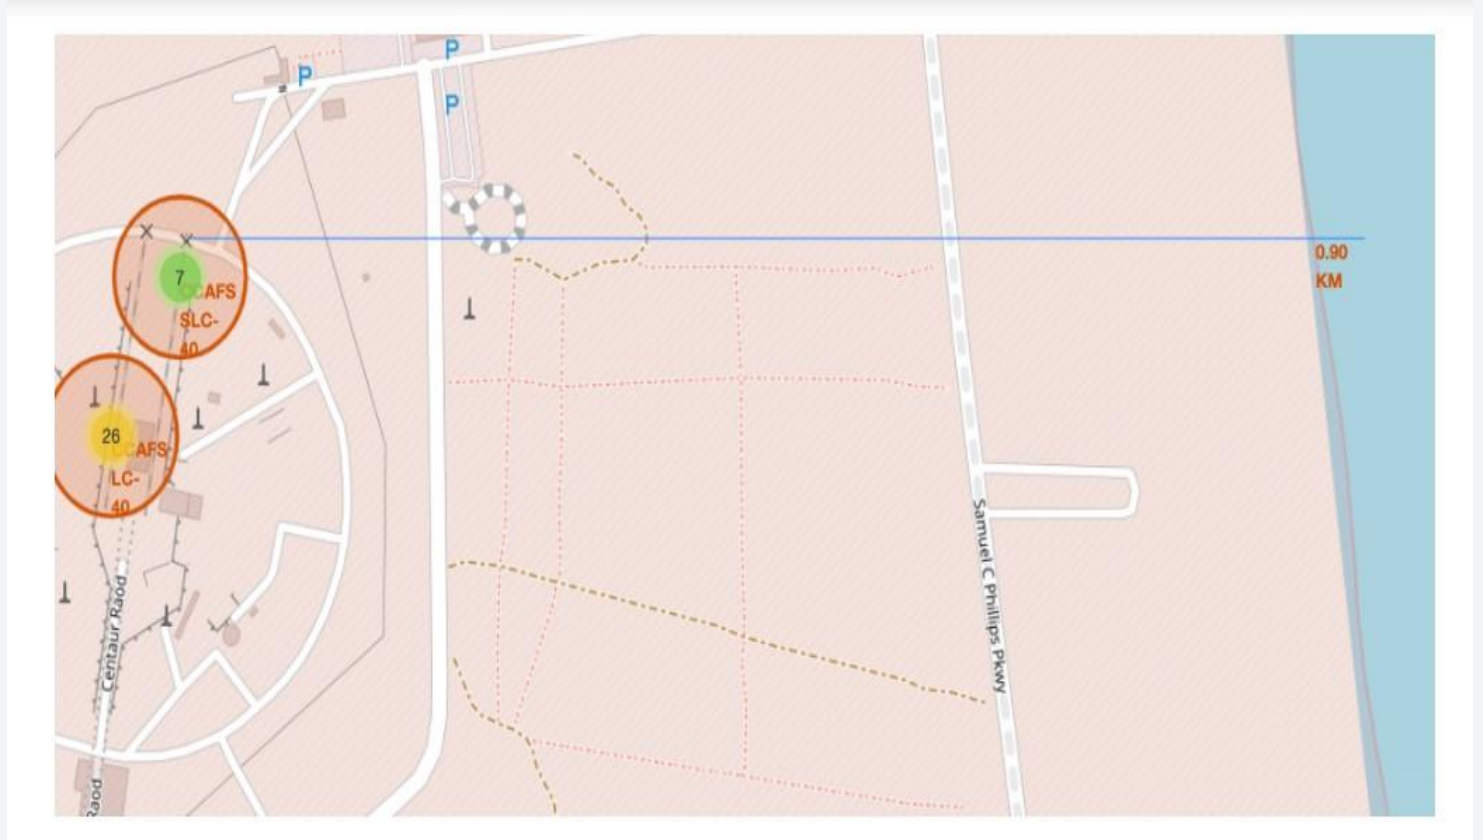 P
P
P
0.90
KM
7
CCAFS
SLC-
40
26
CCAFS
LC-
40
Samuel C Phillips Pkwy
Centaur Raod
Raod